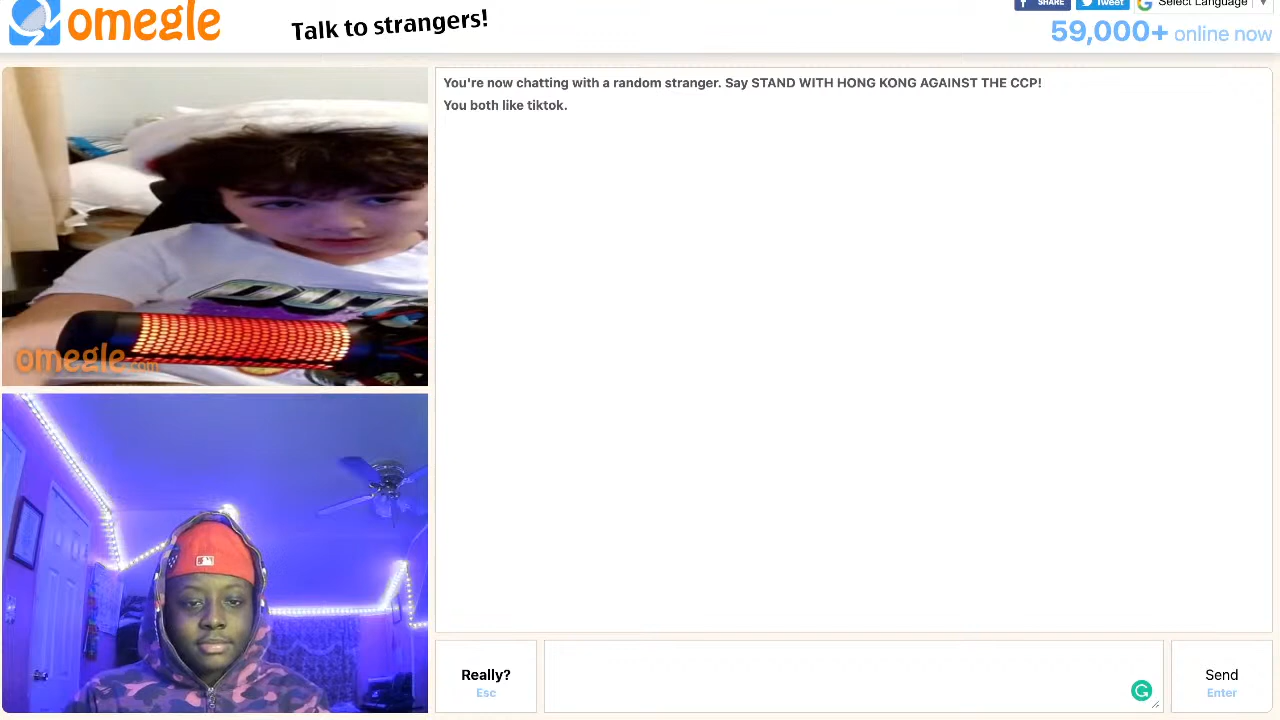 omegle
Talk to strangers!
SHARE
Tweet
Select Language
59,000+ online now
You're now chatting with a random stranger. Say STAND WITH HONG KONG AGAINST THE CCP!
You both like tiktok.
omegle.com
Really?
Esc
Send
Enter